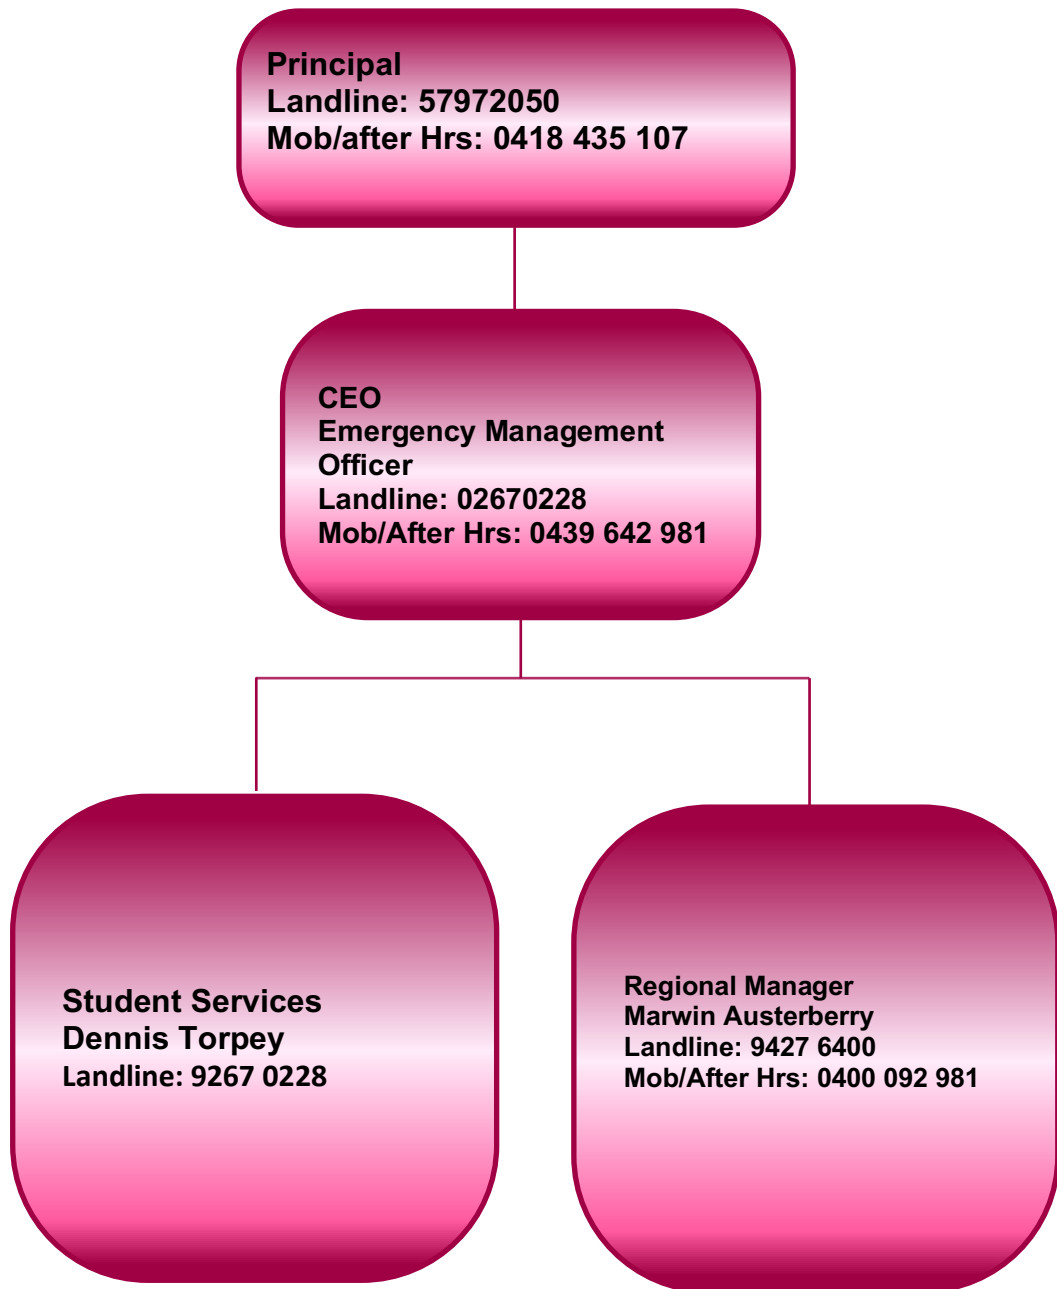 Principal
Landline: 57972050
Mob/after Hrs: 0418 435 107
CEO
Emergency Management
Officer
Landline: 02670228
Mob/After Hrs: 0439 642 981
Student Services
Dennis Torpey
Landline: 9267 0228
Regional Manager
Marwin Austerberry
Landline: 9427 6400
Mob/After Hrs: 0400 092 981